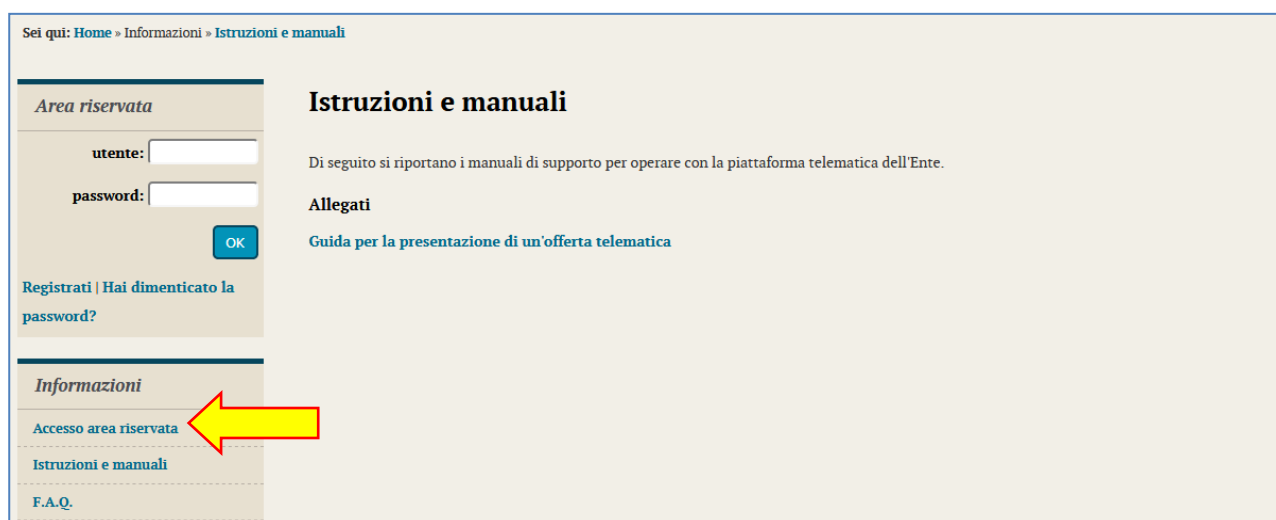 Sei qui: Home » Informazioni » Istruzioni e manuali
Area riservata
utente:
password:
OK
Registrati | Hai dimenticato la
password?
Informazioni
Accesso area riservata
Istruzioni e manuali
F.A.Q.
Istruzioni e manuali
Di seguito si riportano i manuali di supporto per operare con la piattaforma telematica dell'Ente.
Allegati
Guida per la presentazione di un'offerta telematica